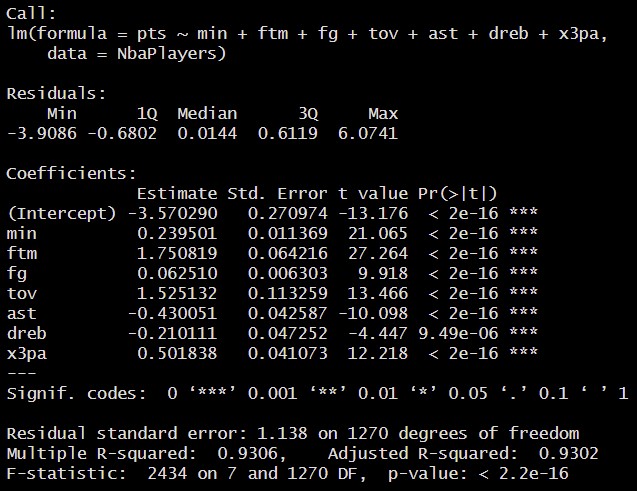 Call:
lm(formula = pts ~ min + ftm + fg + tov + ast + dreb + x3pa,
    data = NbaPlayers)

Residuals:
    Min      1Q  Median      3Q     Max
-3.9086 -0.6802  0.0144  0.6119  6.0741

Coefficients:
             Estimate Std. Error t value Pr(>|t|)
(Intercept) -3.570290   0.270974 -13.176  < 2e-16 ***
min          0.239501   0.011369  21.065  < 2e-16 ***
ftm          1.750819   0.064216  27.264  < 2e-16 ***
fg           0.062510   0.006303   9.918  < 2e-16 ***
tov          1.525132   0.113259  13.466  < 2e-16 ***
ast         -0.430051   0.042587 -10.098  < 2e-16 ***
dreb        -0.210111   0.047252  -4.447 9.49e-06 ***
x3pa         0.501838   0.041073  12.218  < 2e-16 ***
---
Signif. codes:  0 ‘***’ 0.001 ‘**’ 0.01 ‘*’ 0.05 ‘.’ 0.1 ‘ ’ 1

Residual standard error: 1.138 on 1270 degrees of freedom
Multiple R-squared:  0.9306,    Adjusted R-squared:  0.9302
F-statistic:  2434 on 7 and 1270 DF,  p-value: < 2.2e-16